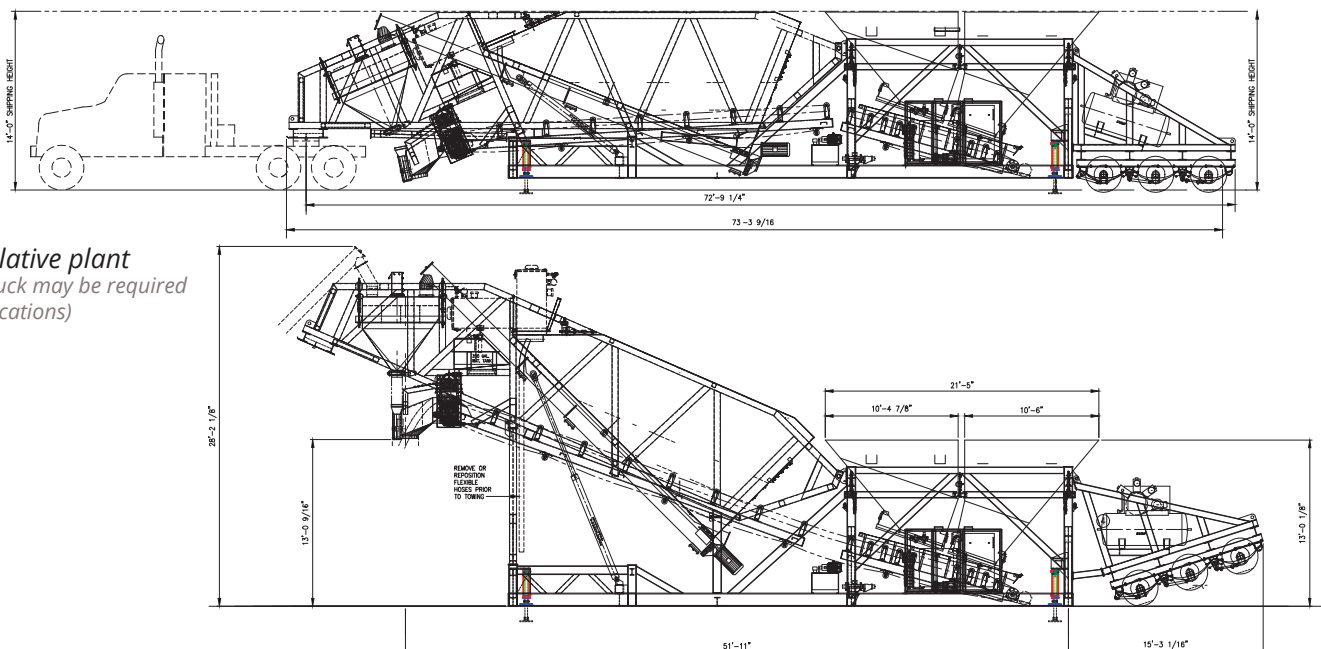 14'-0" SHIPPING HEIGHT
14'-0" SHIPPING HEIGHT
72'-9 1/4"
73-3 9/16
lative plant
uck may be required
cations)
28'-2 1/8"
21'-5"
10'-4 7/8"
10'-6"
REMOVE OR
REPOSITION
FLEXIBLE
HOSES PRIOR
TO TOWING
13'-0 9/16"
13'-0 1/8"
51'-11"
15'-3 1/16"